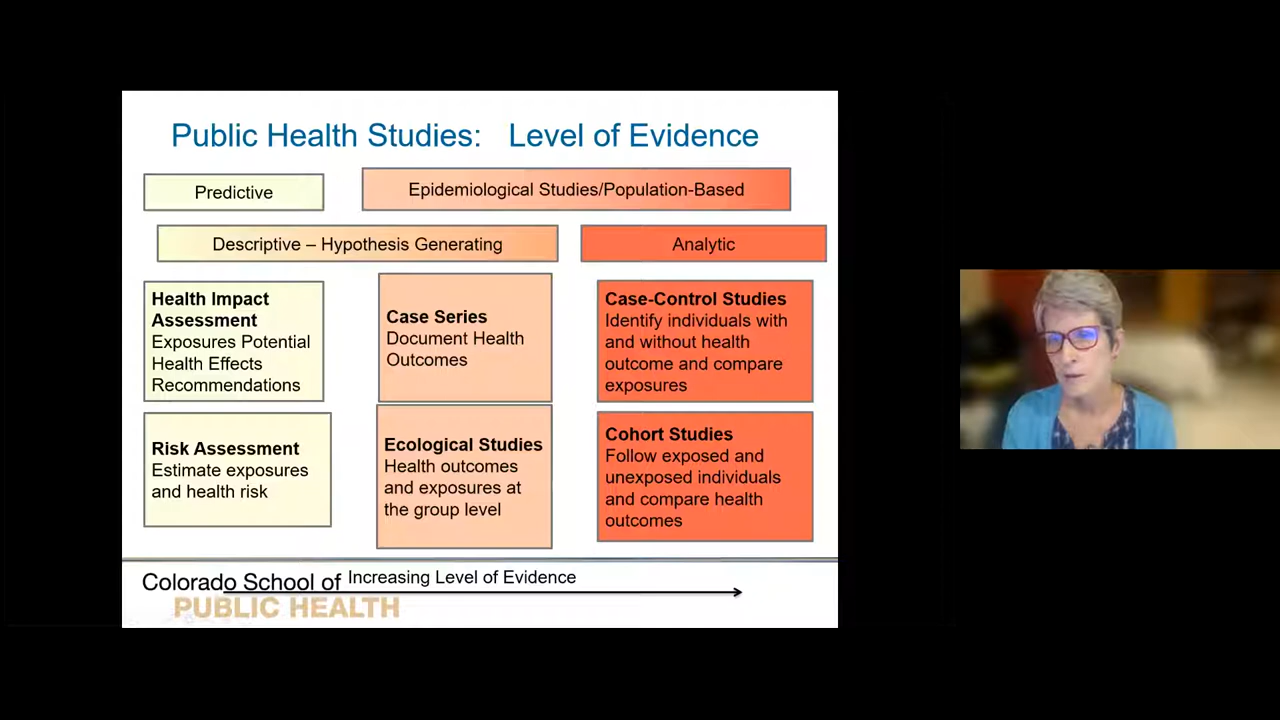 Public Health Studies: Level of Evidence
Predictive
Epidemiological Studies/Population-Based
Descriptive – Hypothesis Generating
Analytic
Health Impact
Assessment
Exposures Potential
Health Effects
Recommendations
Case Series
Document Health
Outcomes
Case-Control Studies
Identify individuals with
and without health
outcome and compare
exposures
Risk Assessment
Estimate exposures
and health risk
Ecological Studies
Health outcomes
and exposures at
the group level
Cohort Studies
Follow exposed and
unexposed individuals
and compare health
outcomes
Colorado School of
PUBLIC HEALTH
Increasing Level of Evidence